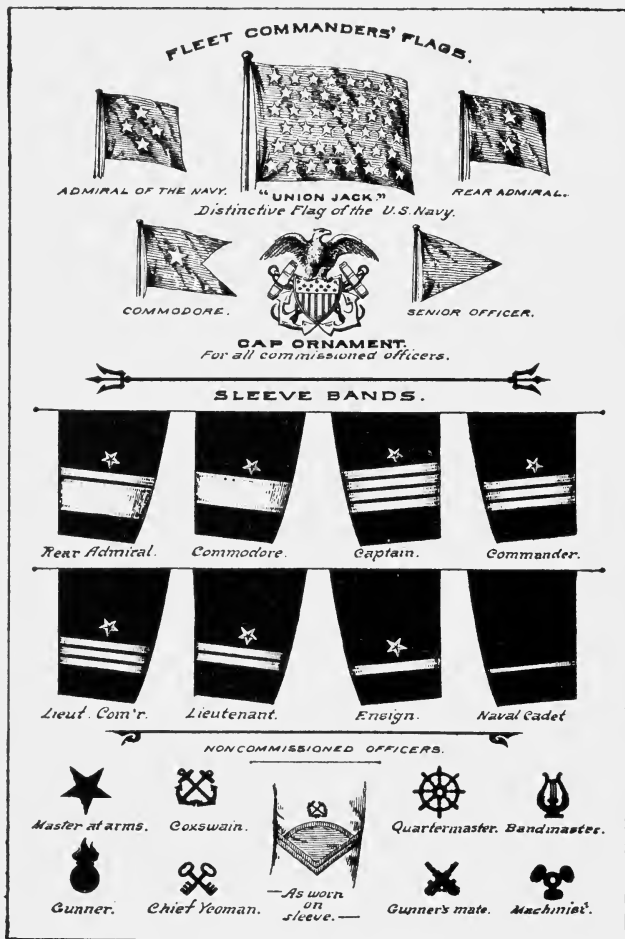 FLEET COMMANDERS' FLAGS.
ADMIRAL OF THE NAVY.
"UNION JACK."
REAR ADMIRAL.
Distinctive Flag of the U.S. Navy.
COMMODORE.
SENIOR OFFICER.
CAP ORNAMENT.
For all commissioned officers.
SLEEVE BANDS.
Rear Admiral.
Commodore.
Captain.
Commander.
Lieut. Com'r.
Lieutenant.
Ensign.
Naval Cadet
NONCOMMISSIONED OFFICERS.
Master at arms.
Coxswain.
Quartermaster.
Bandmaster.
Gunner.
Chief Yeoman.
—As worn
on
sleeve.—
Gunner's mate.
Machinist.